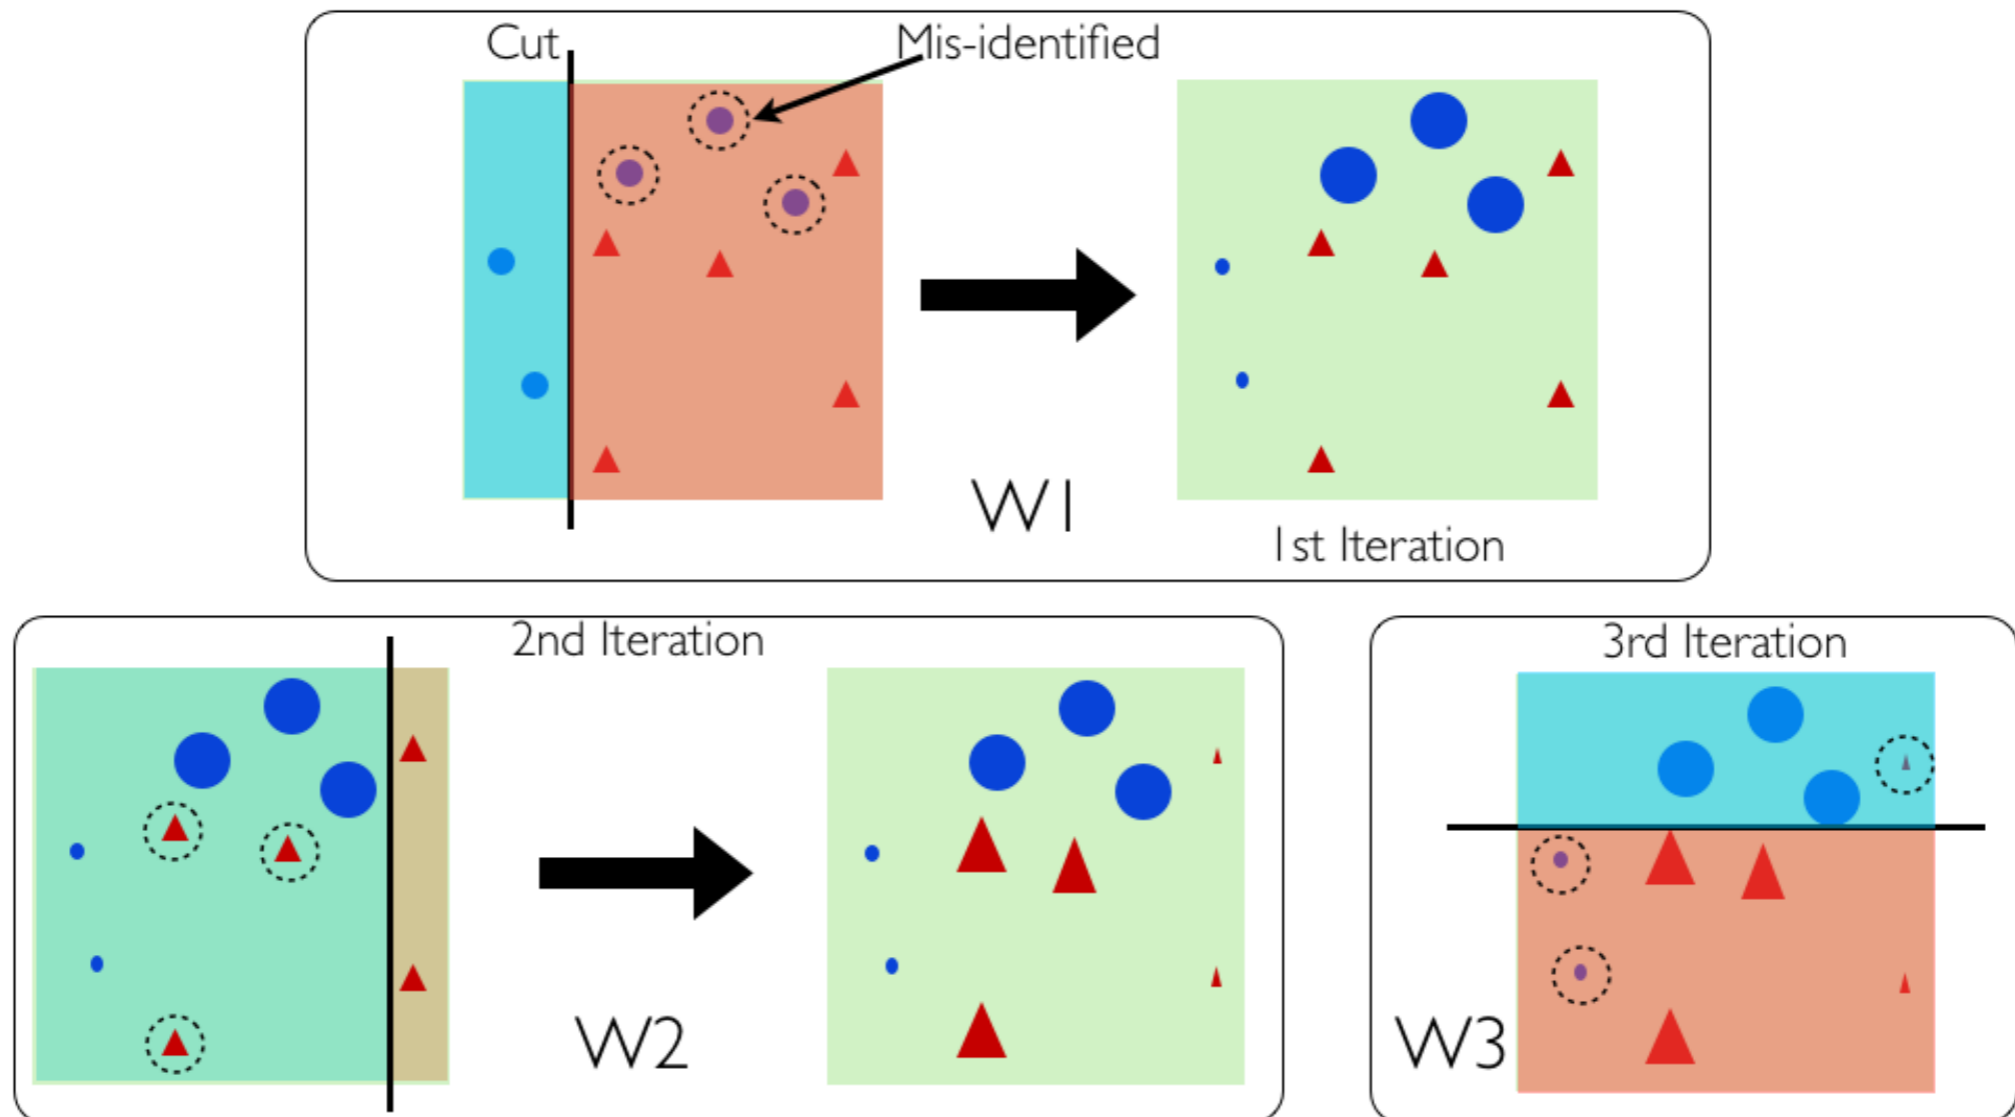 Cut
Mis-identified
W1
1st Iteration
2nd Iteration
W2
3rd Iteration
W3